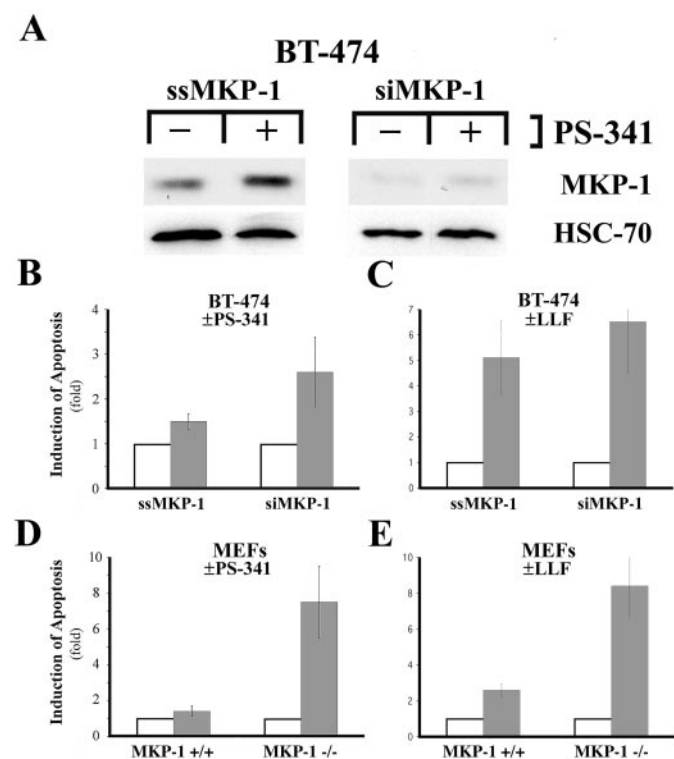 A
BT-474
ssMKP-1 siMKP-1
− + − + ] PS-341
MKP-1
HSC-70
B
BT-474
±PS-341
Induction of Apoptosis
(fold)
4
3
2
1
0
ssMKP-1 siMKP-1
C
BT-474
±LLF
7
6
5
4
3
2
1
0
ssMKP-1 siMKP-1
D
MEFs
±PS-341
Induction of Apoptosis
(fold)
10
8
6
4
2
0
MKP-1 +/+ MKP-1 -/-
E
MEFs
±LLF
10
8
6
4
2
0
MKP-1 +/+ MKP-1 -/-